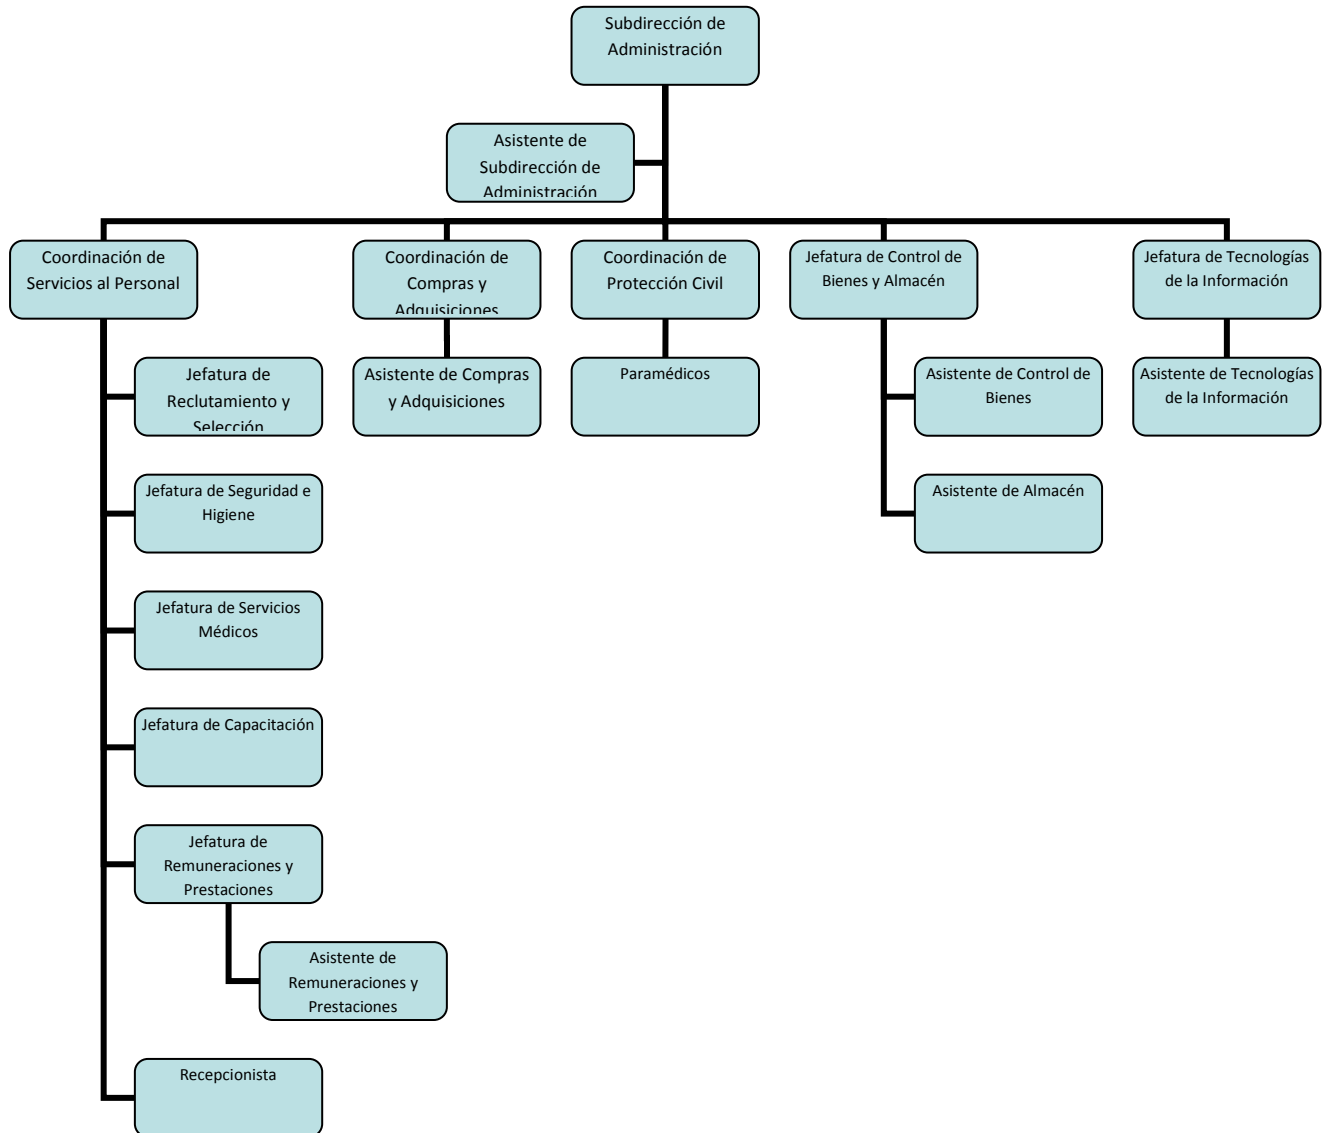 Subdirección de
Administración
Asistente de
Subdirección de
Administración
Coordinación de
Servicios al Personal
Coordinación de
Compras y
Adquisiciones
Coordinación de
Protección Civil
Jefatura de Control de
Bienes y Almacén
Jefatura de Tecnologías
de la Información
Jefatura de
Reclutamiento y
Selección
Asistente de Compras
y Adquisiciones
Paramédicos
Asistente de Control de
Bienes
Asistente de Tecnologías
de la Información
Jefatura de Seguridad e
Higiene
Asistente de Almacén
Jefatura de Servicios
Médicos
Jefatura de Capacitación
Jefatura de
Remuneraciones y
Prestaciones
Asistente de
Remuneraciones y
Prestaciones
Recepcionista